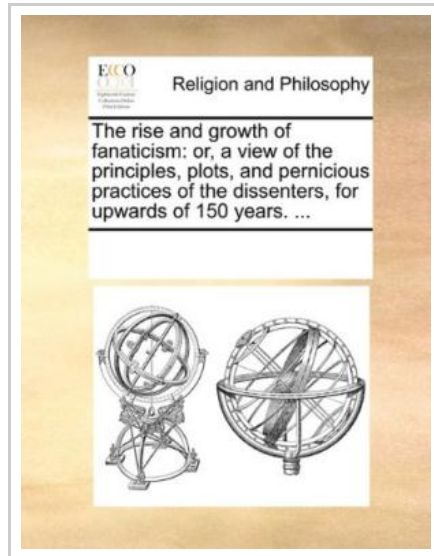 ECCO
Religion and Philosophy
The rise and growth of
fanaticism: or, a view of the
principles, plots, and pernicious
practices of the dissenters, for
upwards of 150 years. ...